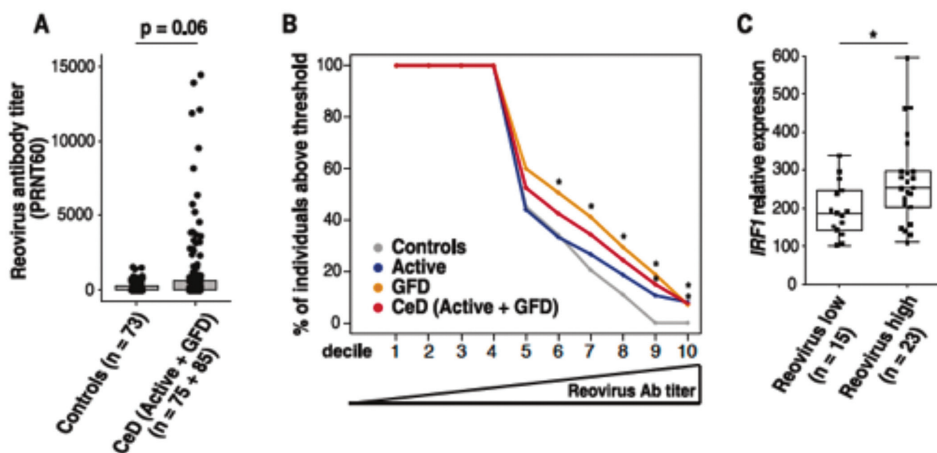 A
p = 0.06
Reovirus antibody titer
(PRNT60)
15000
10000
5000
0
Controls (n = 73)
CeD (Active + GFD)
(n = 75 + 85)
B
% of individuals above threshold
100
80
60
40
20
0
* * * * * * *
Controls
Active
GFD
CeD (Active + GFD)
decile 1 2 3 4 5 6 7 8 9 10
Reovirus Ab titer
C
*
IRF1 relative expression
600
500
400
300
200
100
0
Reovirus low
(n = 15)
Reovirus high
(n = 23)